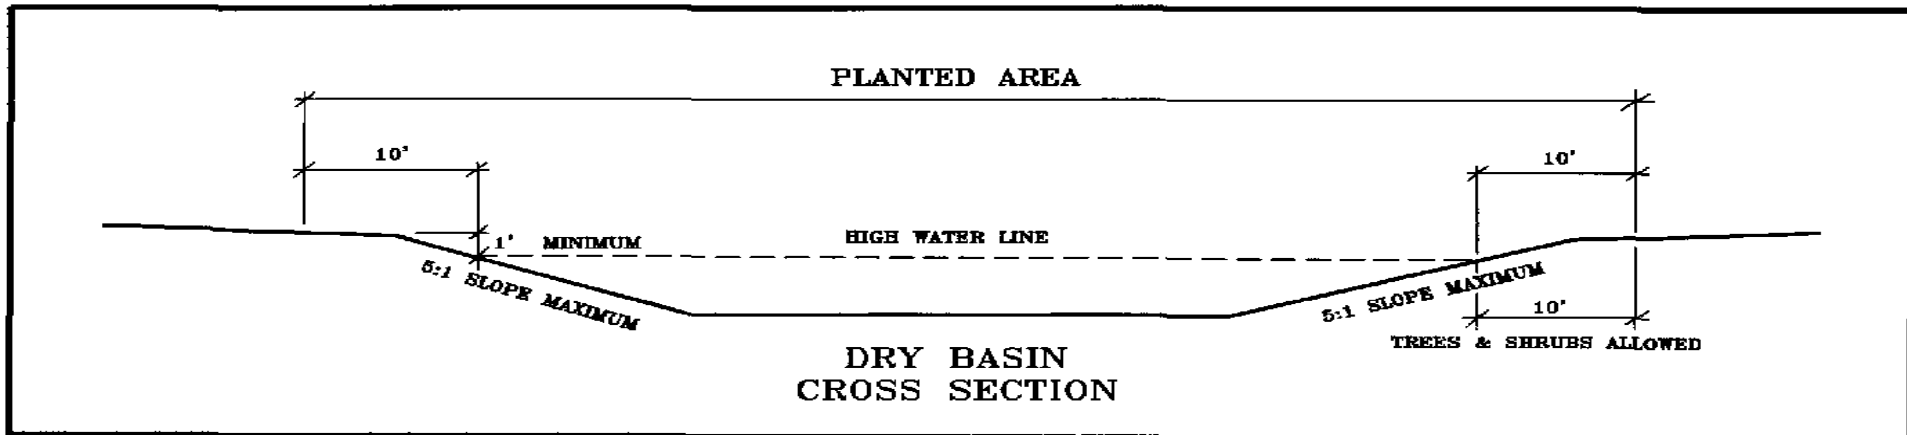 PLANTED AREA
10'
10'
1' MINIMUM
HIGH WATER LINE
5:1 SLOPE MAXIMUM
5:1 SLOPE MAXIMUM
10'
TREES & SHRUBS ALLOWED
DRY BASIN
CROSS SECTION